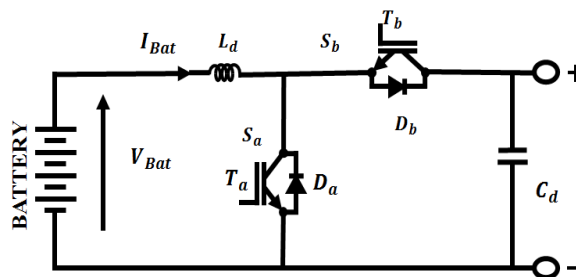 T_b
I_Bat
L_d
S_b
+
D_b
S_a
BATTERY
V_Bat
T_a
D_a
C_d
−